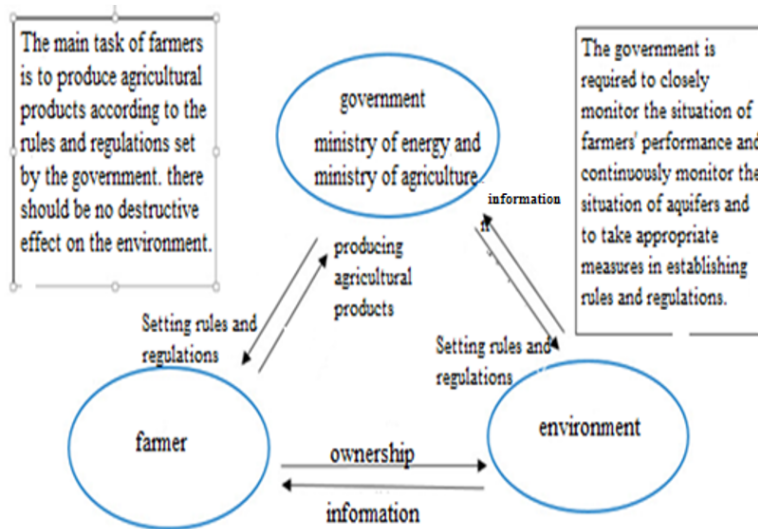 The main task of farmers
is to produce agricultural
products according to the
rules and regulations set
by the government. there
should be no destructive
effect on the environment.
government
ministry of energy and
ministry of agriculture
The government is
required to closely
monitor the situation of
farmers' performance and
continuously monitor the
situation of aquifers and
to take appropriate
measures in establishing
rules and regulations.
information
producing
agricultural
products
Setting rules and
regulations
Setting rules and
regulations
farmer
environment
ownership
information